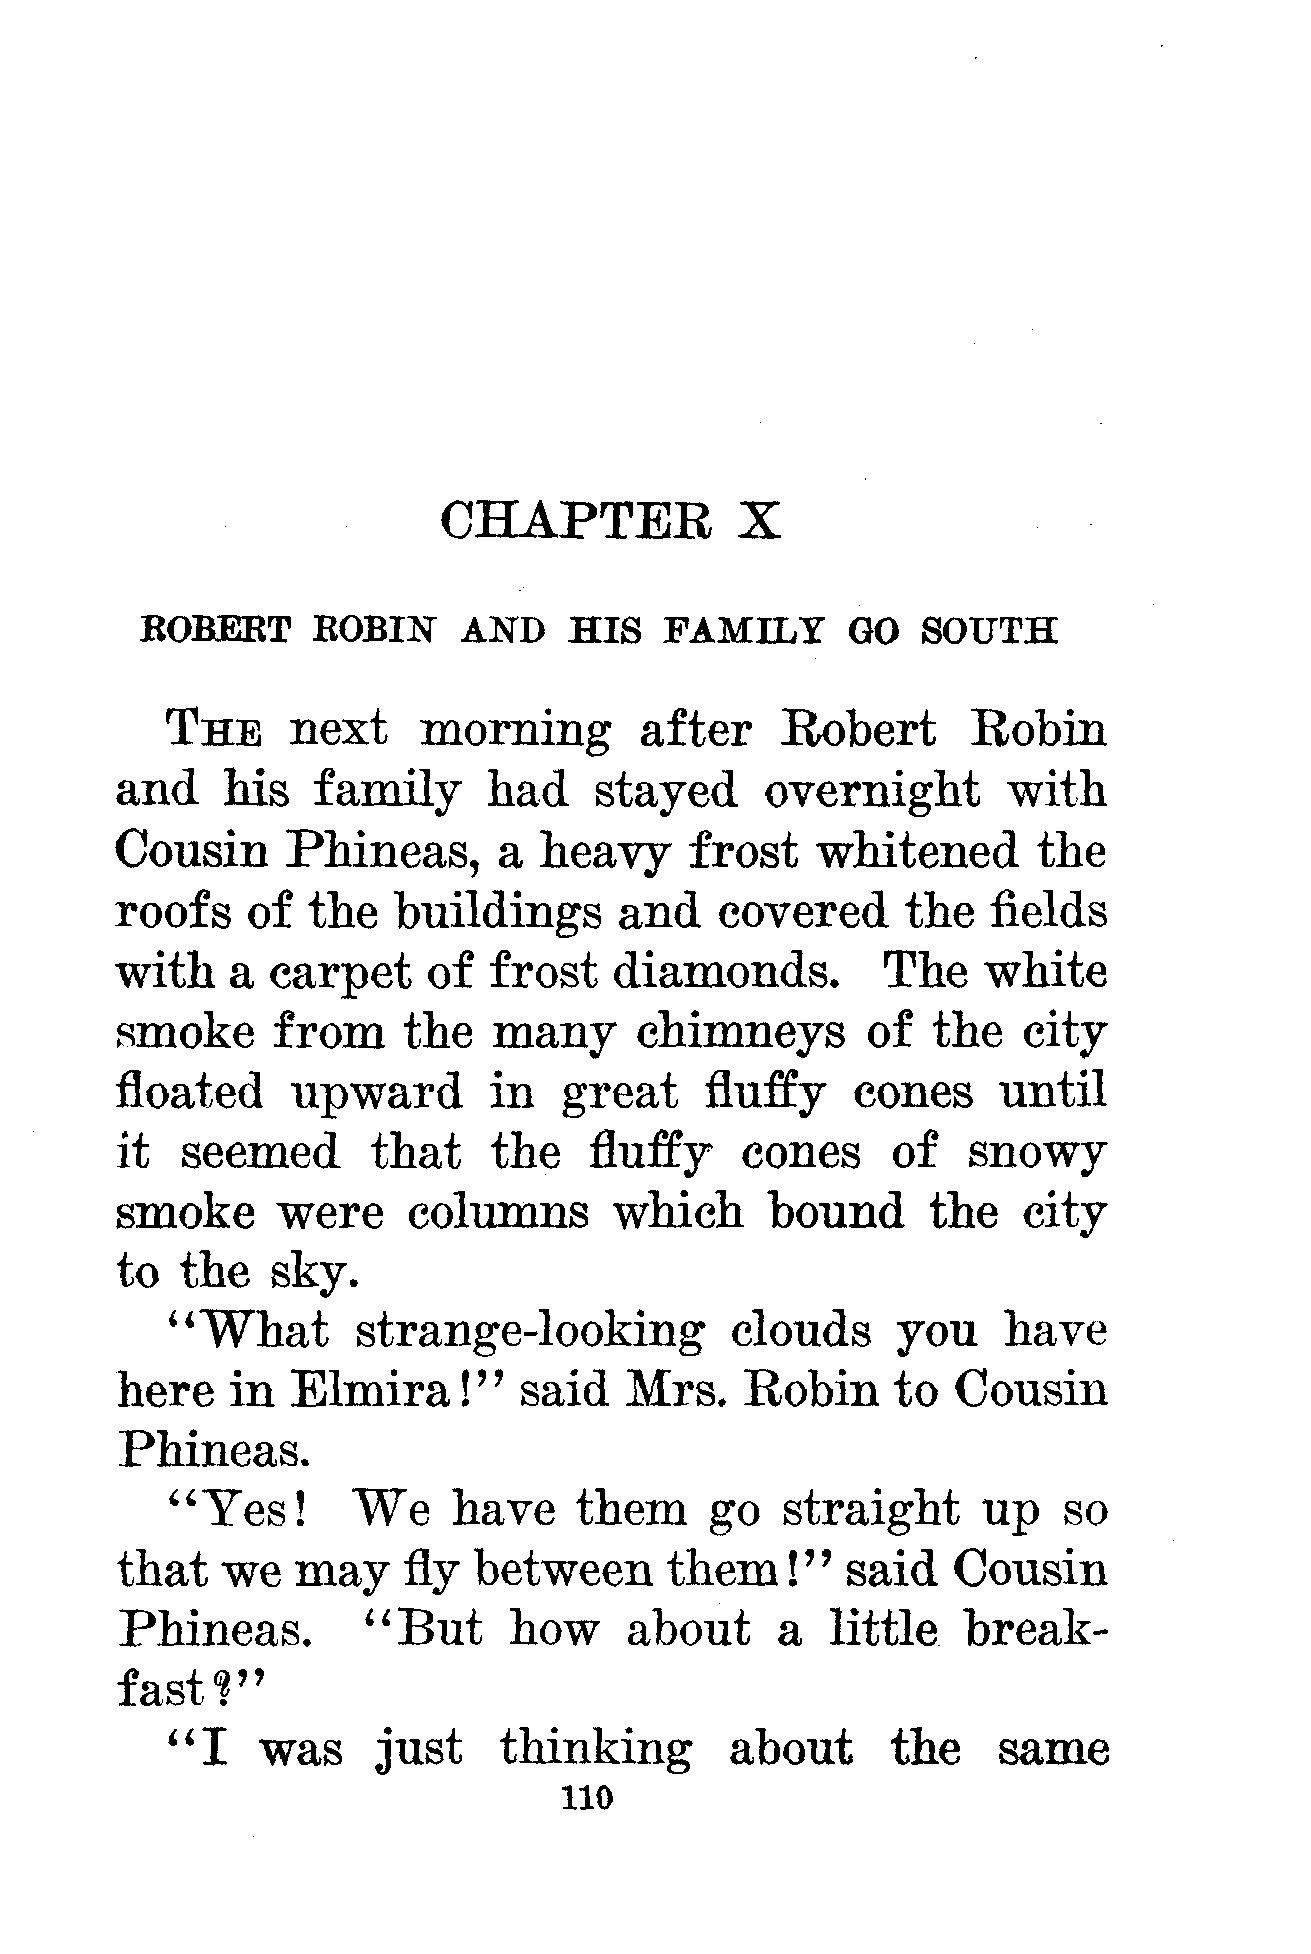 CHAPTER X
ROBERT ROBIN AND HIS FAMILY GO SOUTH
THE next morning after Robert Robin
and his family had stayed overnight with
Cousin Phineas, a heavy frost whitened the
roofs of the buildings and covered the fields
with a carpet of frost diamonds. The white
smoke from the many chimneys of the city
floated upward in great fluffy cones until
it seemed that the fluffy cones of snowy
smoke were columns which bound the city
to the sky.
"What strange-looking clouds you have
here in Elmira!" said Mrs. Robin to Cousin
Phineas.
"Yes! We have them go straight up so
that we may fly between them!" said Cousin
Phineas. "But how about a little break-
fast?"
"I was just thinking about the same
110